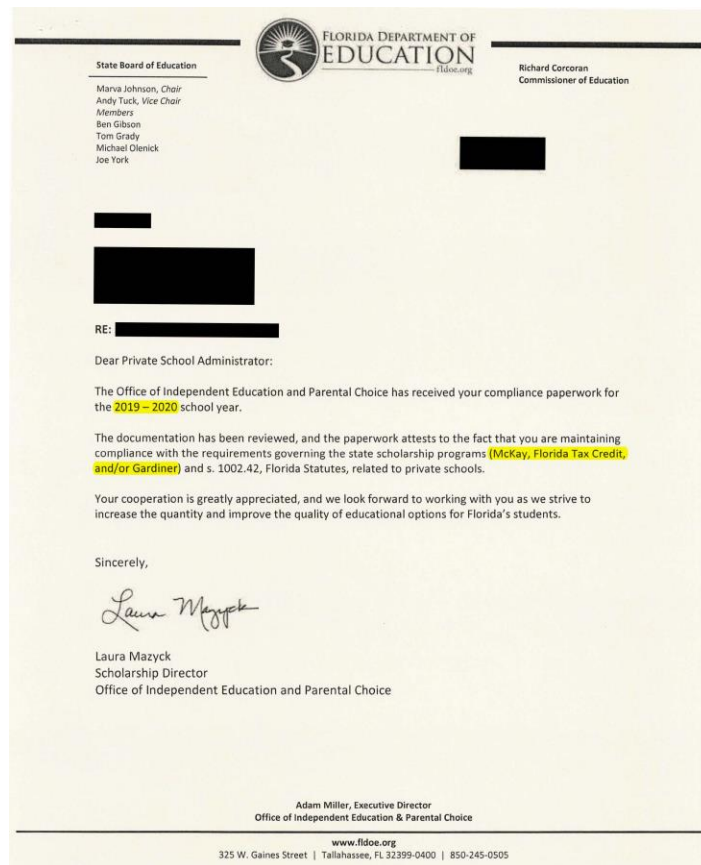 FLORIDA DEPARTMENT OF
EDUCATION
fldoe.org
State Board of Education
Marva Johnson, Chair
Andy Tuck, Vice Chair
Members
Ben Gibson
Tom Grady
Michael Olenick
Joe York
Richard Corcoran
Commissioner of Education
RE:
Dear Private School Administrator:
The Office of Independent Education and Parental Choice has received your compliance paperwork for
the 2019 – 2020 school year.
The documentation has been reviewed, and the paperwork attests to the fact that you are maintaining
compliance with the requirements governing the state scholarship programs (McKay, Florida Tax Credit,
and/or Gardiner) and s. 1002.42, Florida Statutes, related to private schools.
Your cooperation is greatly appreciated, and we look forward to working with you as we strive to
increase the quantity and improve the quality of educational options for Florida's students.
Sincerely,
Laura Mazyck
Laura Mazyck
Scholarship Director
Office of Independent Education and Parental Choice
Adam Miller, Executive Director
Office of Independent Education & Parental Choice
www.fldoe.org
325 W. Gaines Street | Tallahassee, FL 32399-0400 | 850-245-0505